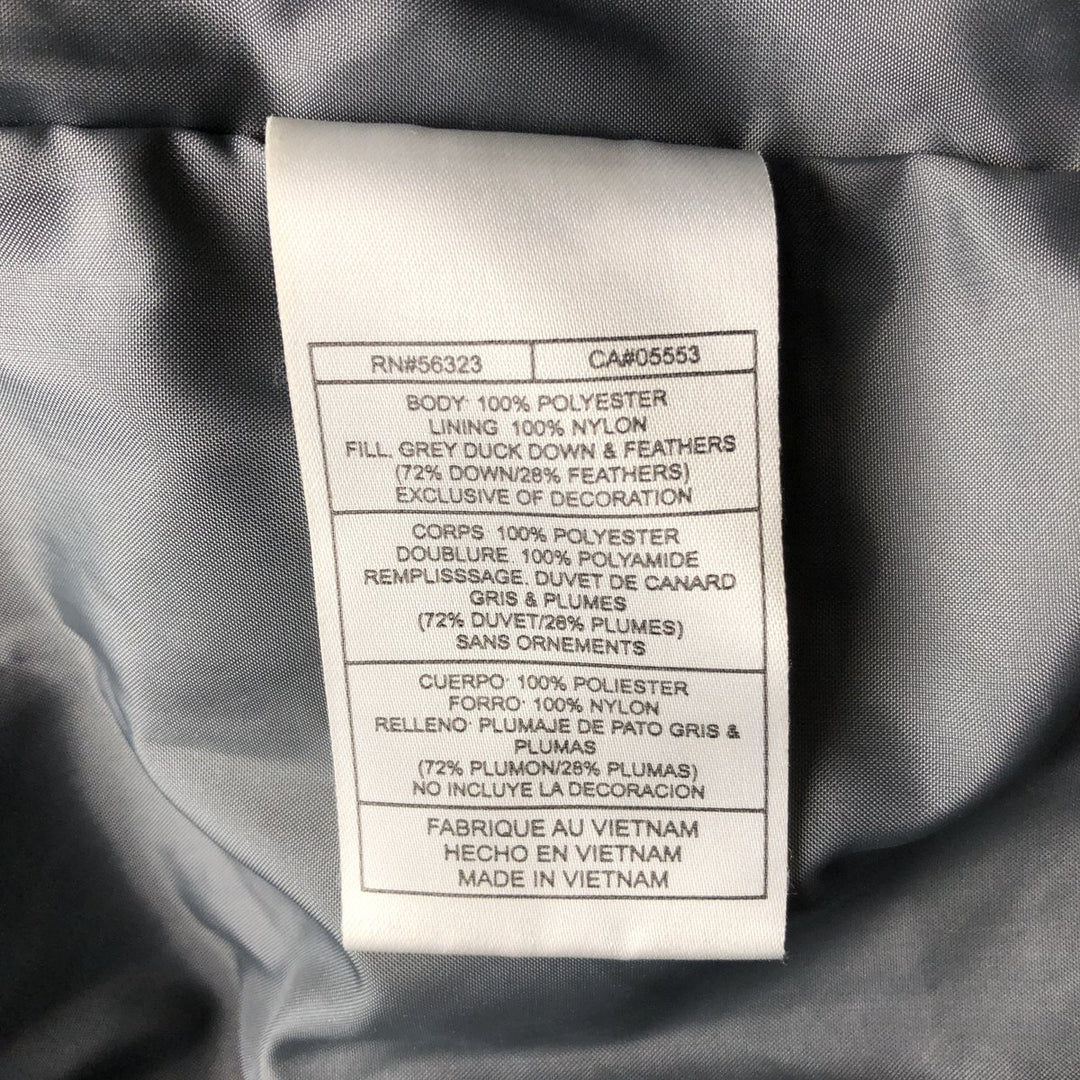 RN#56323
CA#05553
BODY: 100% POLYESTER
LINING 100% NYLON
FILL. GREY DUCK DOWN & FEATHERS
(72% DOWN/28% FEATHERS)
EXCLUSIVE OF DECORATION
CORPS 100% POLYESTER
DOUBLURE 100% POLYAMIDE
REMPLISSSAGE. DUVET DE CANARD
GRIS & PLUMES
(72% DUVET/28% PLUMES)
SANS ORNEMENTS
CUERPO: 100% POLIESTER
FORRO: 100% NYLON
RELLENO: PLUMAJE DE PATO GRIS &
PLUMAS
(72% PLUMON/28% PLUMAS)
NO INCLUYE LA DECORACION
FABRIQUE AU VIETNAM
HECHO EN VIETNAM
MADE IN VIETNAM